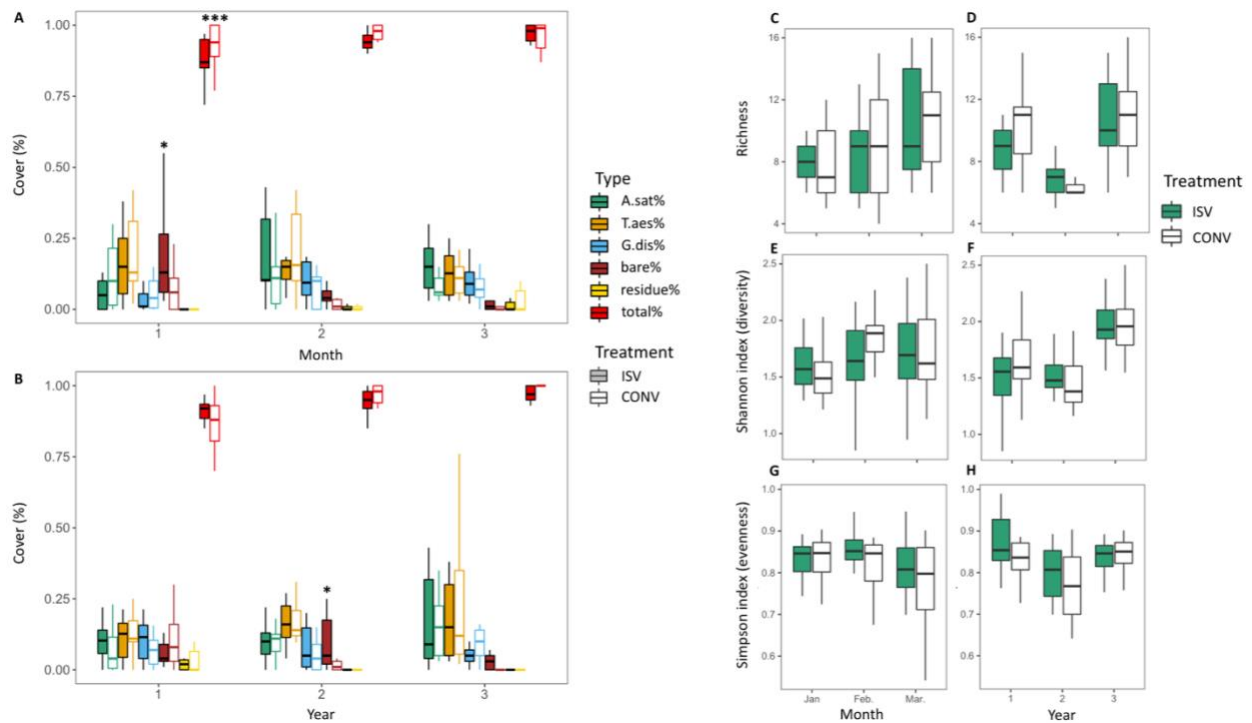 A
Cover (%)
1.00
0.75
0.50
0.25
0.00
***
*
1
2
3
Month
B
Cover (%)
1.00
0.75
0.50
0.25
0.00
*
1
2
3
Year
Type
A.sat%
T.aes%
G.dis%
bare%
residue%
total%
Treatment
ISV
CONV
C
D
Richness
16
12
8
4
16
12
8
4
E
F
Shannon index (diversity)
2.5
2.0
1.5
1.0
2.5
2.0
1.5
1.0
G
H
Simpson index (evenness)
1.0
0.9
0.8
0.7
0.6
1.0
0.9
0.8
0.7
0.6
Jan
Feb.
Mar.
Month
1
2
3
Year
Treatment
ISV
CONV